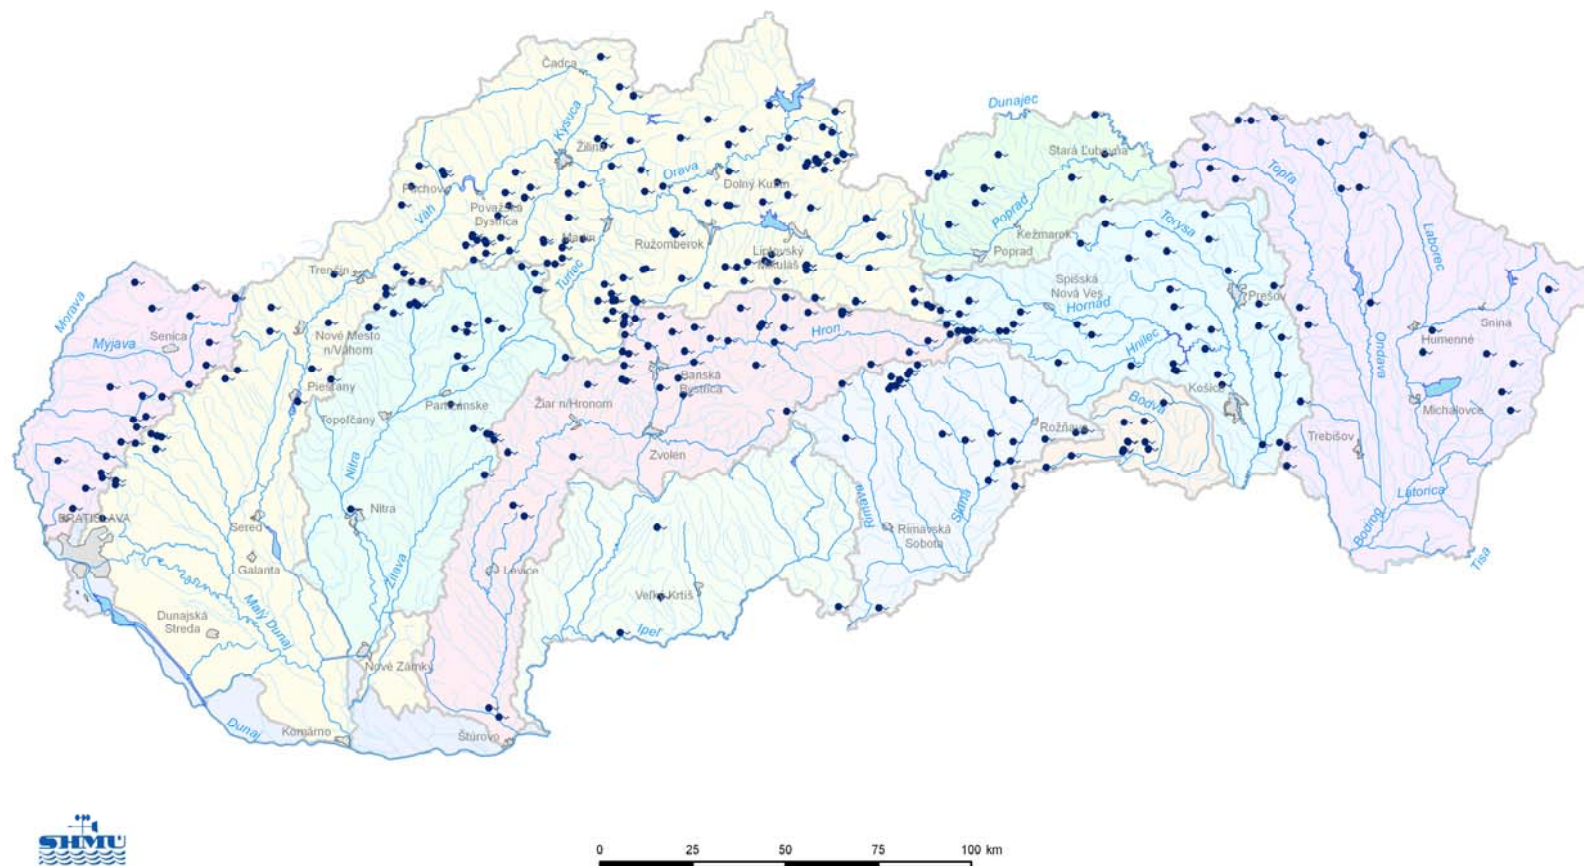 Dunajec
Čadca
Kysuca
Žilina
Stará Ľubovňa
Orava
Topľa
Púchov
Dolný Kubín
Váh
Považská
Bystrica
Poprad
Torysa
Kežmarok
Laborec
Martin
Ružomberok
Liptovský
Mikuláš
Poprad
Trenčín
Turiec
Spišská
Nová Ves
Prešov
Morava
Hornád
Snina
Senica
Myjava
Nové Mesto
n/Váhom
Hron
Hnilec
Ondava
Humenné
Banská
Bystrica
Piešťany
Partizánske
Žiar n/Hronom
Košice
Bodva
Michalovce
Topoľčany
Rožňava
Zvolen
Trebišov
Nitra
Nitra
Rimava
Slaná
Latorica
BRATISLAVA
Sereď
Rimavská
Sobota
Bodrog
Tisa
Galanta
Žitava
Levice
Veľký Krtíš
Malý Dunaj
Dunajská
Streda
Ipeľ
Nové Zámky
Dunaj
Komárno
Štúrovo
SHMÚ
0 25 50 75 100 km